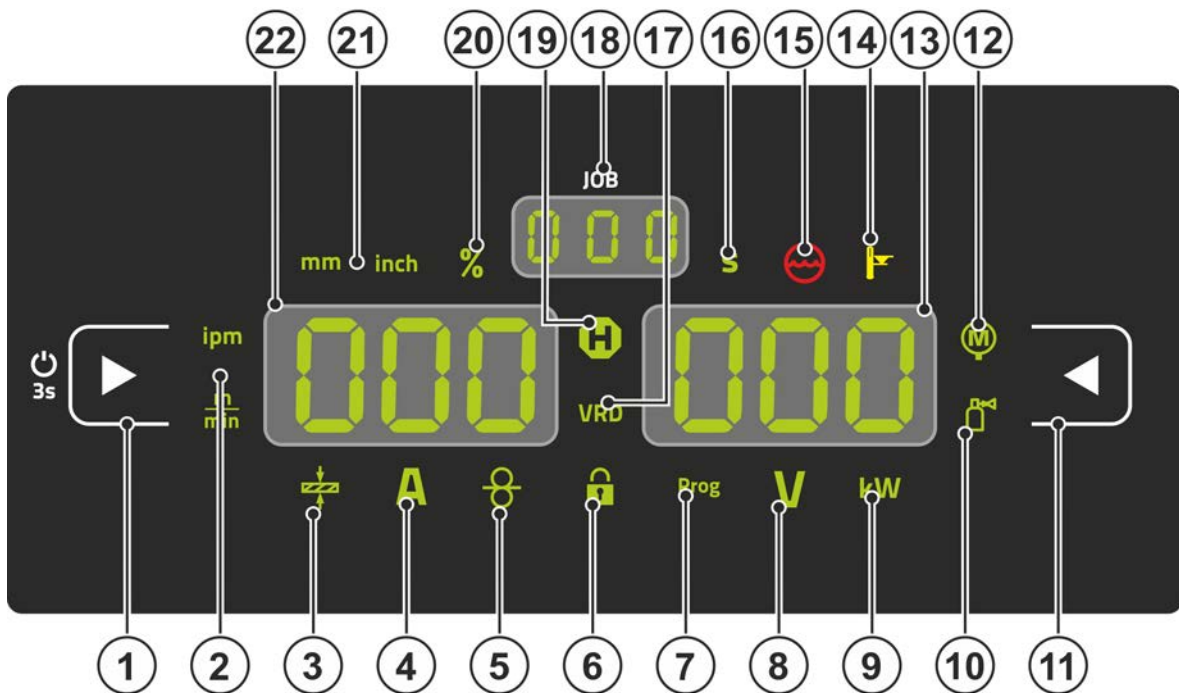 22 21 20 19 18 17 16 15 14 13 12
JOB
000
mm inch % s
ipm 000 H 000 M
3s
m
min
VRD
A Prog V kW
1 2 3 4 5 6 7 8 9 10 11